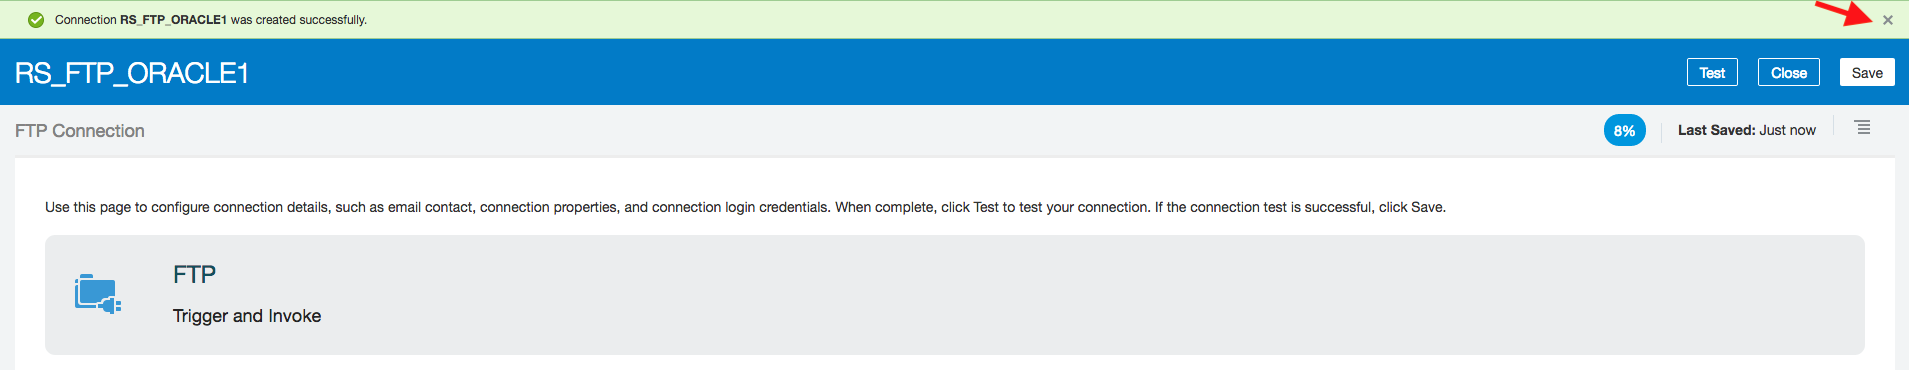 Connection RS_FTP_ORACLE1 was created successfully.
RS_FTP_ORACLE1
Test
Close
Save
FTP Connection
8%
Last Saved: Just now
Use this page to configure connection details, such as email contact, connection properties, and connection login credentials. When complete, click Test to test your connection. If the connection test is successful, click Save.
FTP
Trigger and Invoke